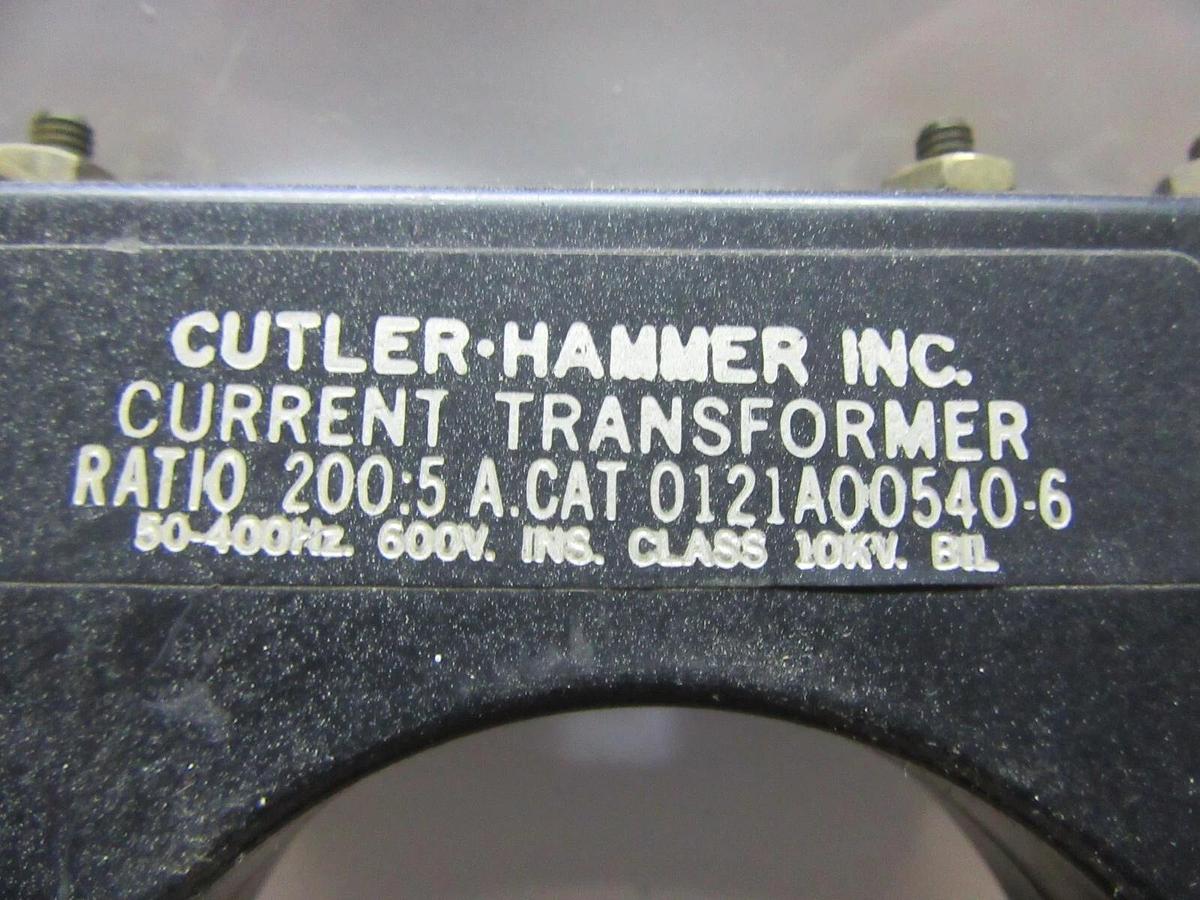 CUTLER·HAMMER INC.
CURRENT TRANSFORMER
RATIO 200:5 A.CAT 0121A00540-6
50-400Hz. 600V. INS. CLASS 10KV. BIL